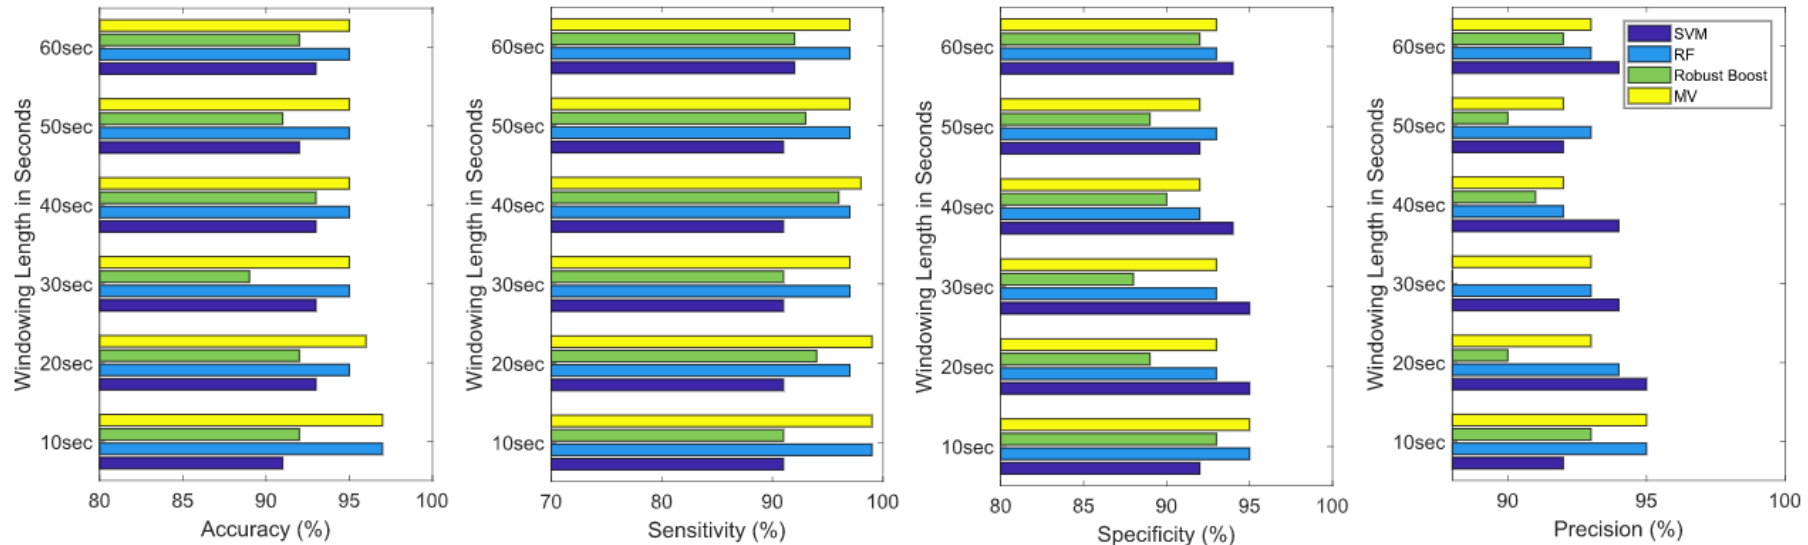 Windowing Length in Seconds
60sec
50sec
40sec
30sec
20sec
10sec
80 85 90 95 100
Accuracy (%)
Windowing Length in Seconds
60sec
50sec
40sec
30sec
20sec
10sec
70 80 90 100
Sensitivity (%)
Windowing Length in Seconds
60sec
50sec
40sec
30sec
20sec
10sec
80 85 90 95 100
Specificity (%)
Windowing Length in Seconds
60sec
50sec
40sec
30sec
20sec
10sec
90 95 100
Precision (%)
SVM
RF
Robust Boost
MV